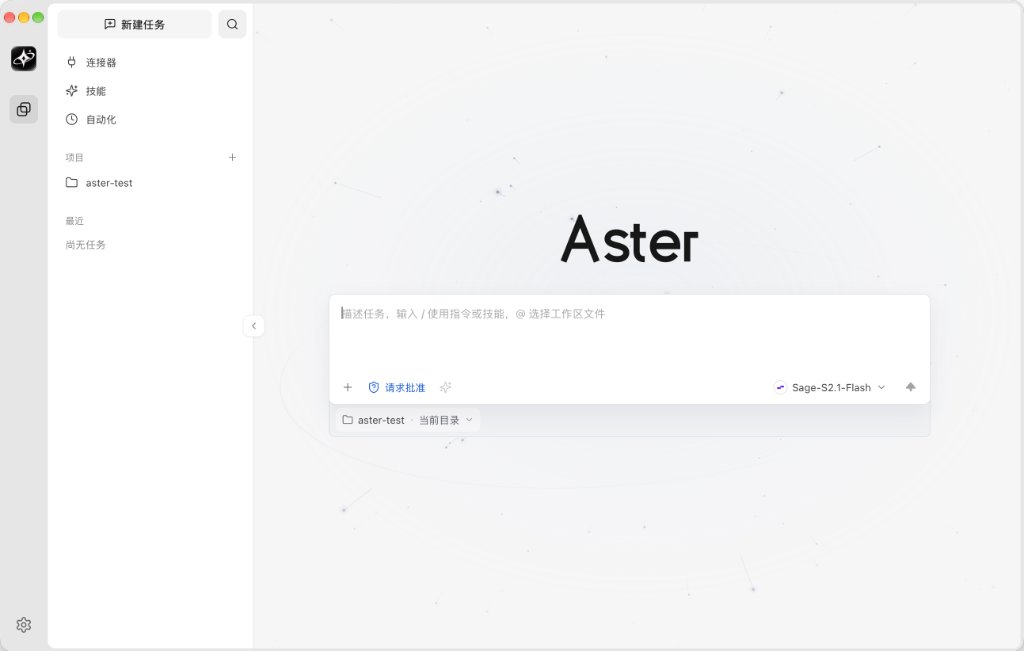 新建任务
连接器
技能
自动化
项目
aster-test
最近
尚无任务
Aster
描述任务，输入 / 使用指令或技能，@ 选择工作区文件
请求批准
Sage-S2.1-Flash
aster-test · 当前目录